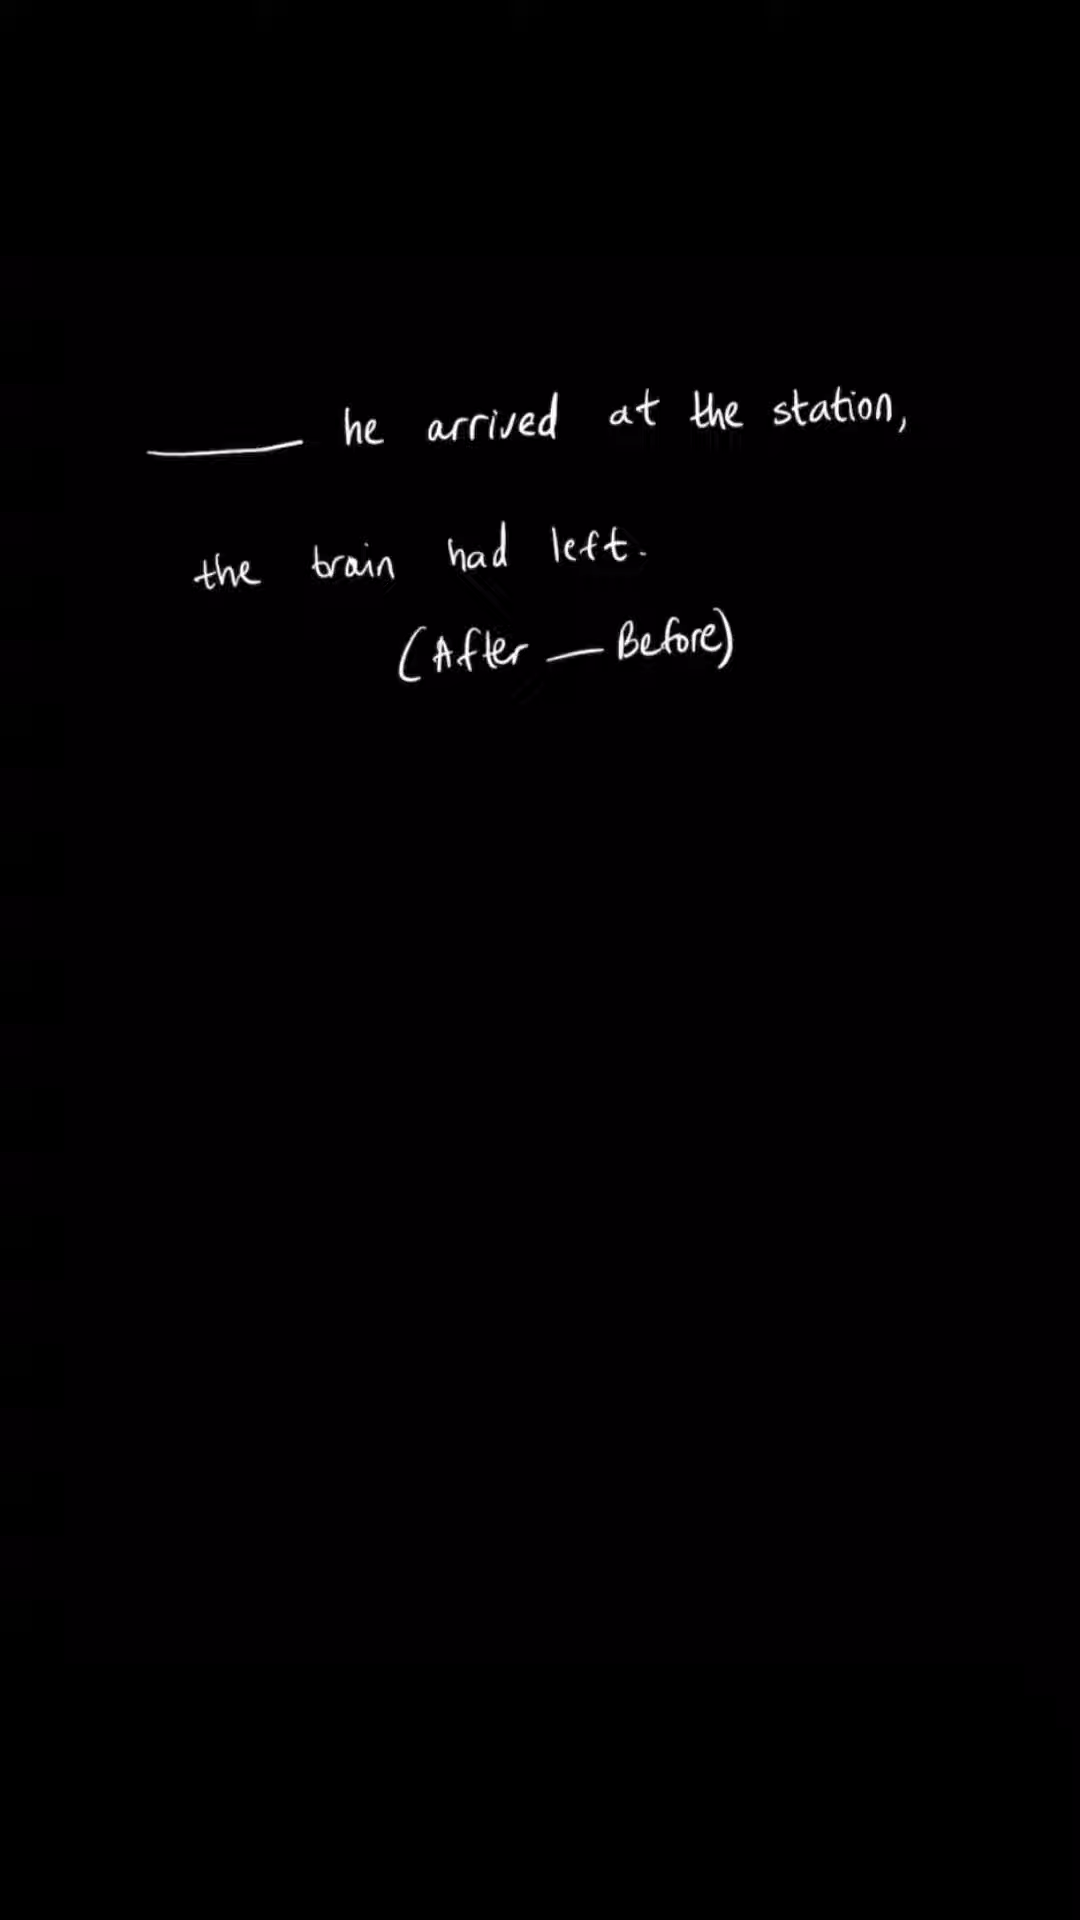 ______ he arrived at the station,
the train had left.
(After — Before)